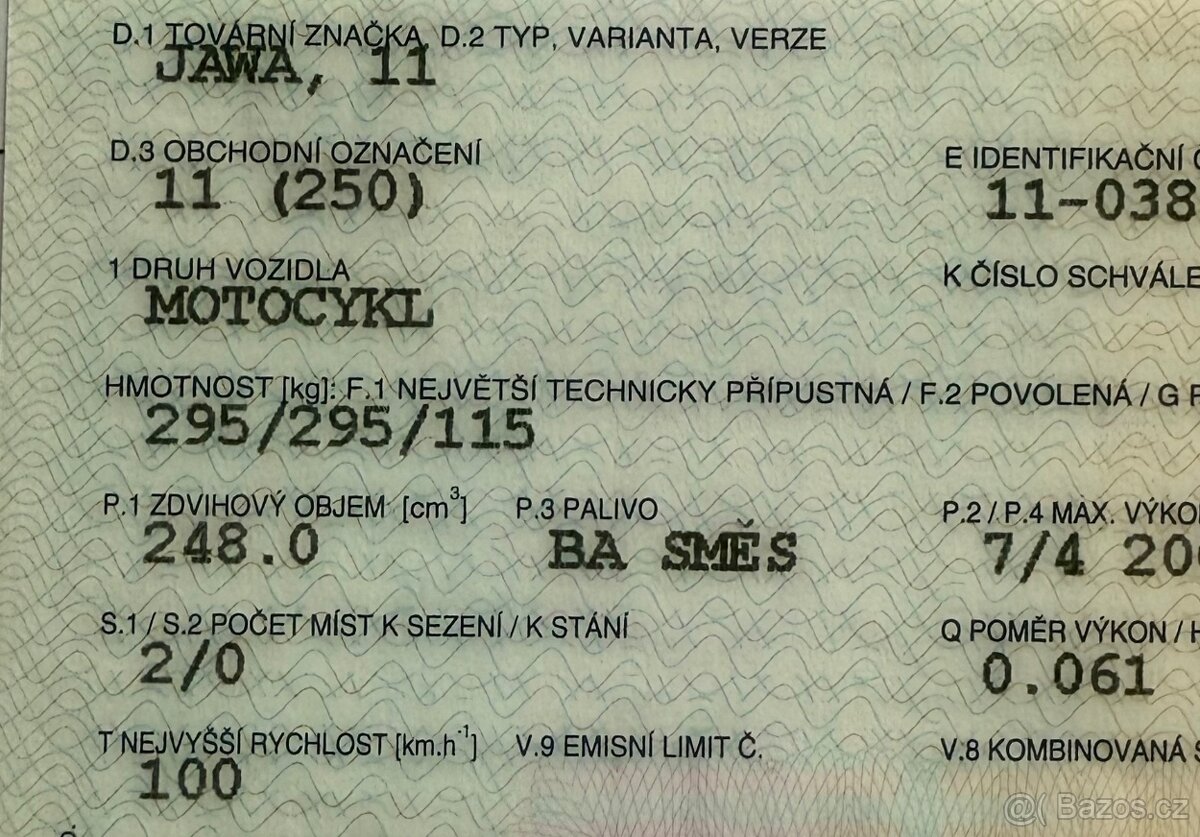 D.1 TOVÁRNÍ ZNAČKA, D.2 TYP, VARIANTA, VERZE
JAWA, 11
D.3 OBCHODNÍ OZNAČENÍ
E IDENTIFIKAČNÍ
11 (250)
11-038
1 DRUH VOZIDLA
K ČÍSLO SCHVÁLE
MOTOCYKL
HMOTNOST [kg]: F.1 NEJVĚTŠÍ TECHNICKY PŘÍPUSTNÁ / F.2 POVOLENÁ / G
295/295/115
P.1 ZDVIHOVÝ OBJEM [cm³]
P.3 PALIVO
P.2 / P.4 MAX. VÝKO
248.0
BA SMĚS
7/4 20
S.1 / S.2 POČET MÍST K SEZENÍ / K STÁNÍ
Q POMĚR VÝKON /
2/0
0.061
T NEJVYŠŠÍ RYCHLOST [km.h⁻¹]
V.9 EMISNÍ LIMIT Č.
V.8 KOMBINOVANÁ
100
@( Bazos.cz